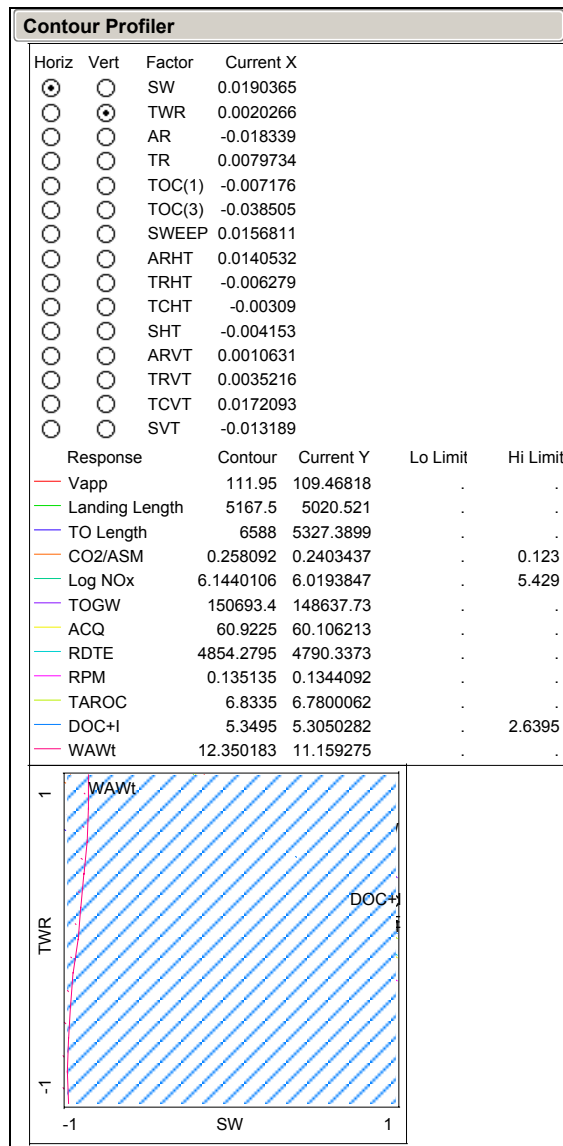 Contour Profiler
Horiz Vert Factor Current X
SW 0.0190365
TWR 0.0020266
AR -0.018339
TR 0.0079734
TOC(1) -0.007176
TOC(3) -0.038505
SWEEP 0.0156811
ARHT 0.0140532
TRHT -0.006279
TCHT -0.00309
SHT -0.004153
ARVT 0.0010631
TRVT 0.0035216
TCVT 0.0172093
SVT -0.013189
Response Contour Current Y Lo Limit Hi Limit
Vapp 111.95 109.46818 . .
Landing Length 5167.5 5020.521 . .
TO Length 6588 5327.3899 . .
CO2/ASM 0.258092 0.2403437 . 0.123
Log NOx 6.1440106 6.0193847 . 5.429
TOGW 150693.4 148637.73 . .
ACQ 60.9225 60.106213 . .
RDTE 4854.2795 4790.3373 . .
RPM 0.135135 0.1344092 . .
TAROC 6.8335 6.7800062 . .
DOC+I 5.3495 5.3050282 . 2.6395
WAWt 12.350183 11.159275 . .
1
WAWt
TWR
-1
-1 SW 1